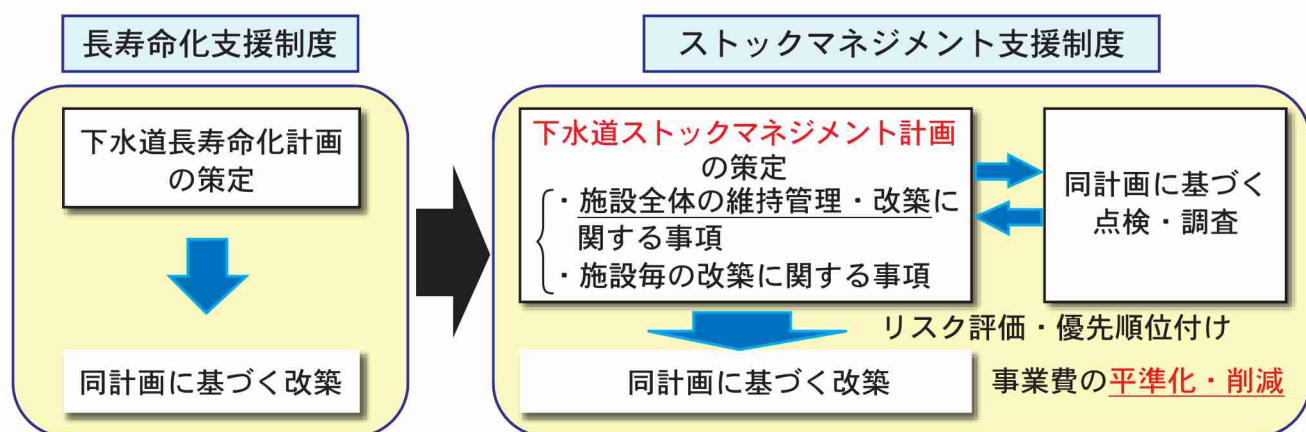 長寿命化支援制度
下水道長寿命化計画
の策定
同計画に基づく改築
ストックマネジメント支援制度
下水道ストックマネジメント計画
の策定
・施設全体の維持管理・改築に
関する事項
・施設毎の改築に関する事項
同計画に基づく
点検・調査
リスク評価・優先順位付け
同計画に基づく改築
事業費の平準化・削減